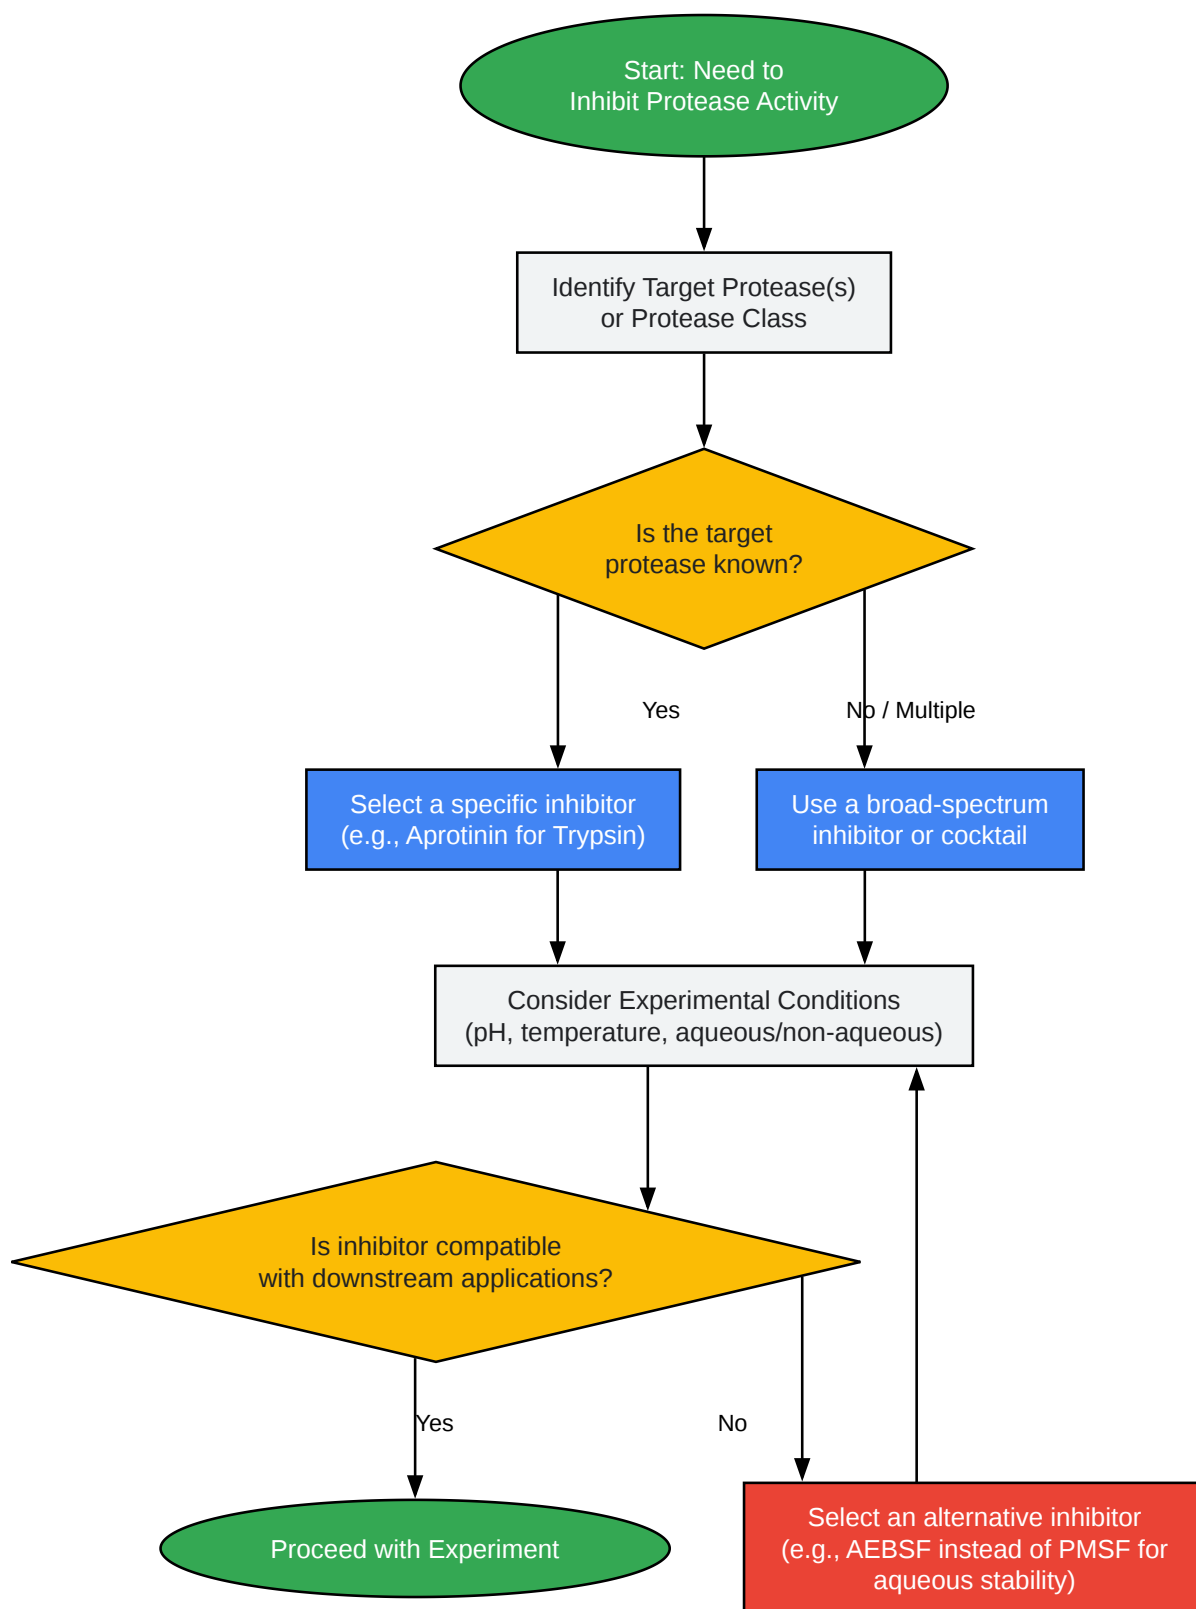 Start: Need to
Inhibit Protease Activity
Identify Target Protease(s)
or Protease Class
Is the target
protease known?
Yes
No / Multiple
Select a specific inhibitor
(e.g., Aprotinin for Trypsin)
Use a broad-spectrum
inhibitor or cocktail
Consider Experimental Conditions
(pH, temperature, aqueous/non-aqueous)
Is inhibitor compatible
with downstream applications?
Yes
No
Proceed with Experiment
Select an alternative inhibitor
(e.g., AEBSF instead of PMSF for
aqueous stability)